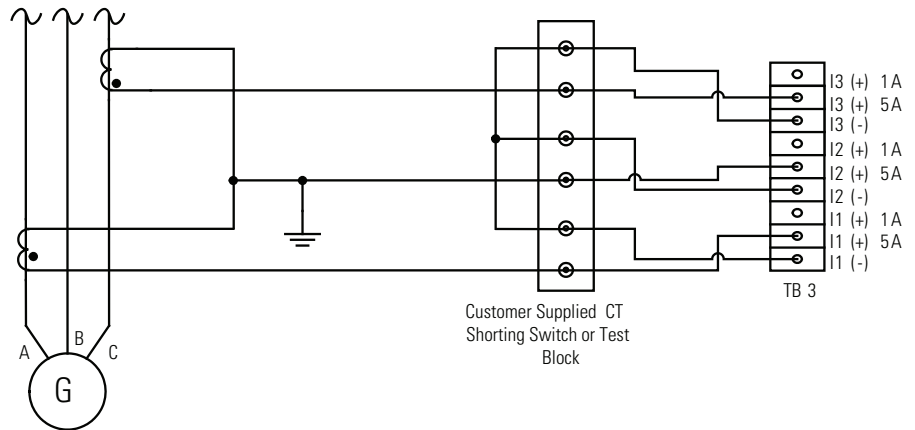 I3 (+) 1A
I3 (+) 5A
I3 (-)
I2 (+) 1A
I2 (+) 5A
I2 (-)
I1 (+) 1A
I1 (+) 5A
I1 (-)
TB 3
Customer Supplied CT
Shorting Switch or Test
Block
A B C
G